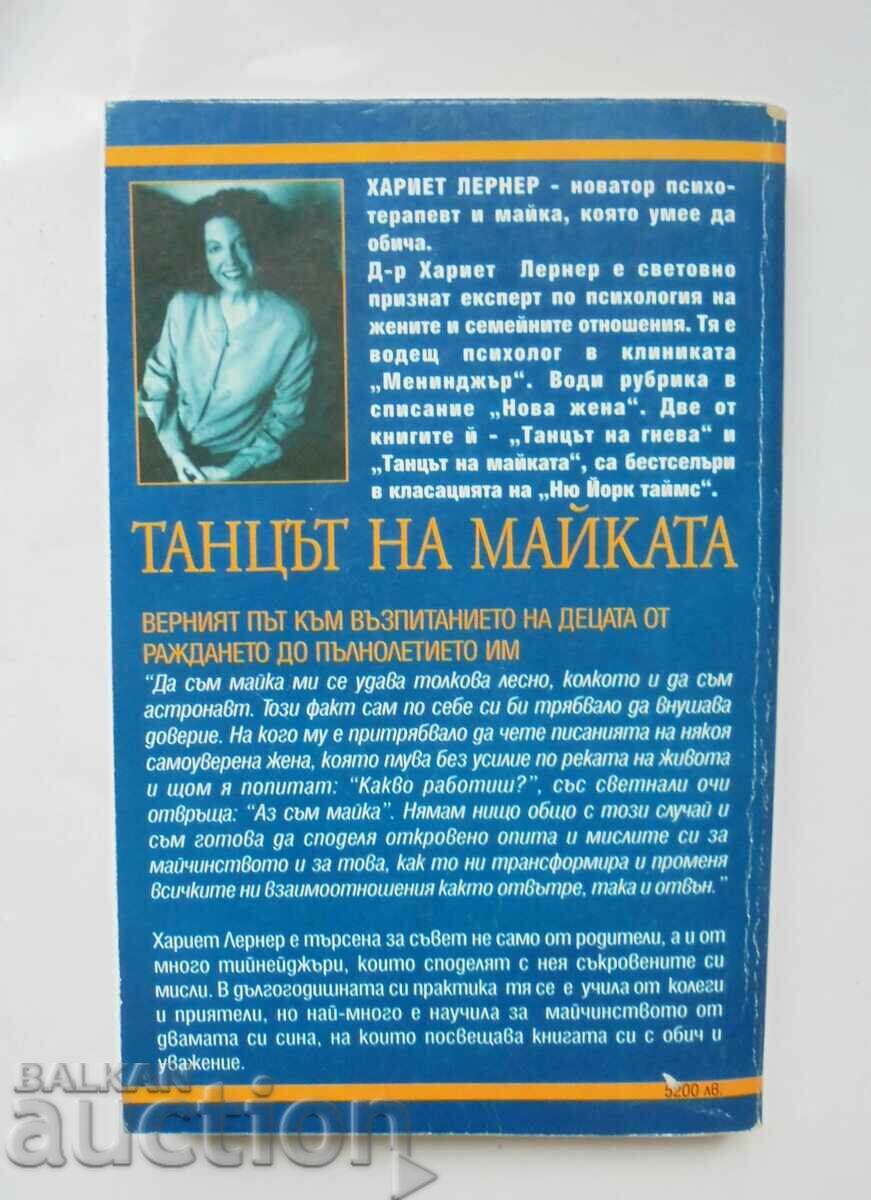 ХАРИЕТ ЛЕРНЕР - новатор психо-
терапевт и майка, която умее да
обича.
Д-р Хариет Лернер е световно
признат експерт по психология на
жените и семейните отношения. Тя е
водещ психолог в клиниката
„Менинджър“. Води рубрика в
списание „Нова жена“. Две от
книгите й - „Танцът на гнева“ и
„Танцът на майката“, са бестселъри
в класацията на „Ню Йорк таймс“.
ТАНЦЪТ НА МАЙКАТА
ВЕРНИЯТ ПЪТ КЪМ ВЪЗПИТАНИЕТО НА ДЕЦАТА ОТ
РАЖДАНЕТО ДО ПЪЛНОЛЕТИЕТО ИМ
“Да съм майка ми се удава толкова лесно, колкото и да съм
астронавт. Този факт сам по себе си би трябвало да внушава
доверие. На кого му е притрябвало да чете писанията на някоя
самоуверена жена, която плува без усилие по реката на живота
и щом я попитат: “Какво работиш?”, със светнали очи
отвръща: “Аз съм майка”. Нямам нищо общо с този случай и
съм готова да споделя откровено опита и мислите си за
майчинството и за това, как то ни трансформира и променя
всичките ни взаимоотношения както отвътре, така и отвън.”
Хариет Лернер е търсена за съвет не само от родители, а и от
много тийнейджъри, които споделят с нея съкровените си
мисли. В дългогодишната си практика тя се е учила от колеги
и приятели, но най-много е научила за майчинството от
двамата си сина, на които посвещава книгата си с обич и
уважение.
5200 лв.
BALKAN
auction